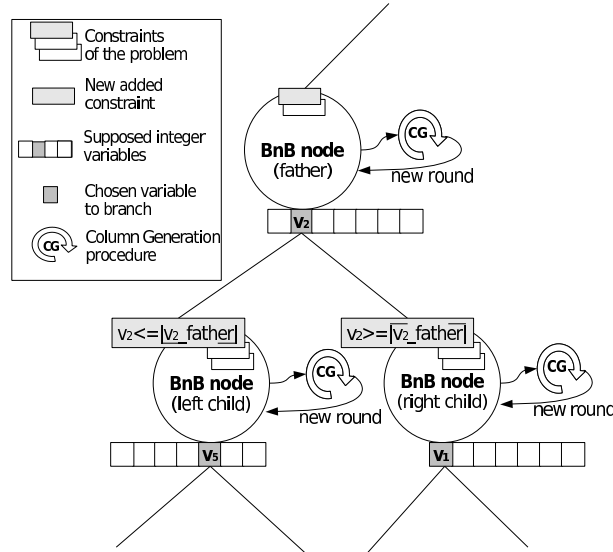 Constraints
of the problem
New added
constraint
Supposed integer
variables
Chosen variable
to branch
CG
Column Generation
procedure
BnB node
(father)
CG
new round
v₂
v₂<=⌊v₂_father⌋
BnB node
(left child)
CG
new round
v₅
v₂>=⌈v₂_father⌉
BnB node
(right child)
CG
new round
v₁